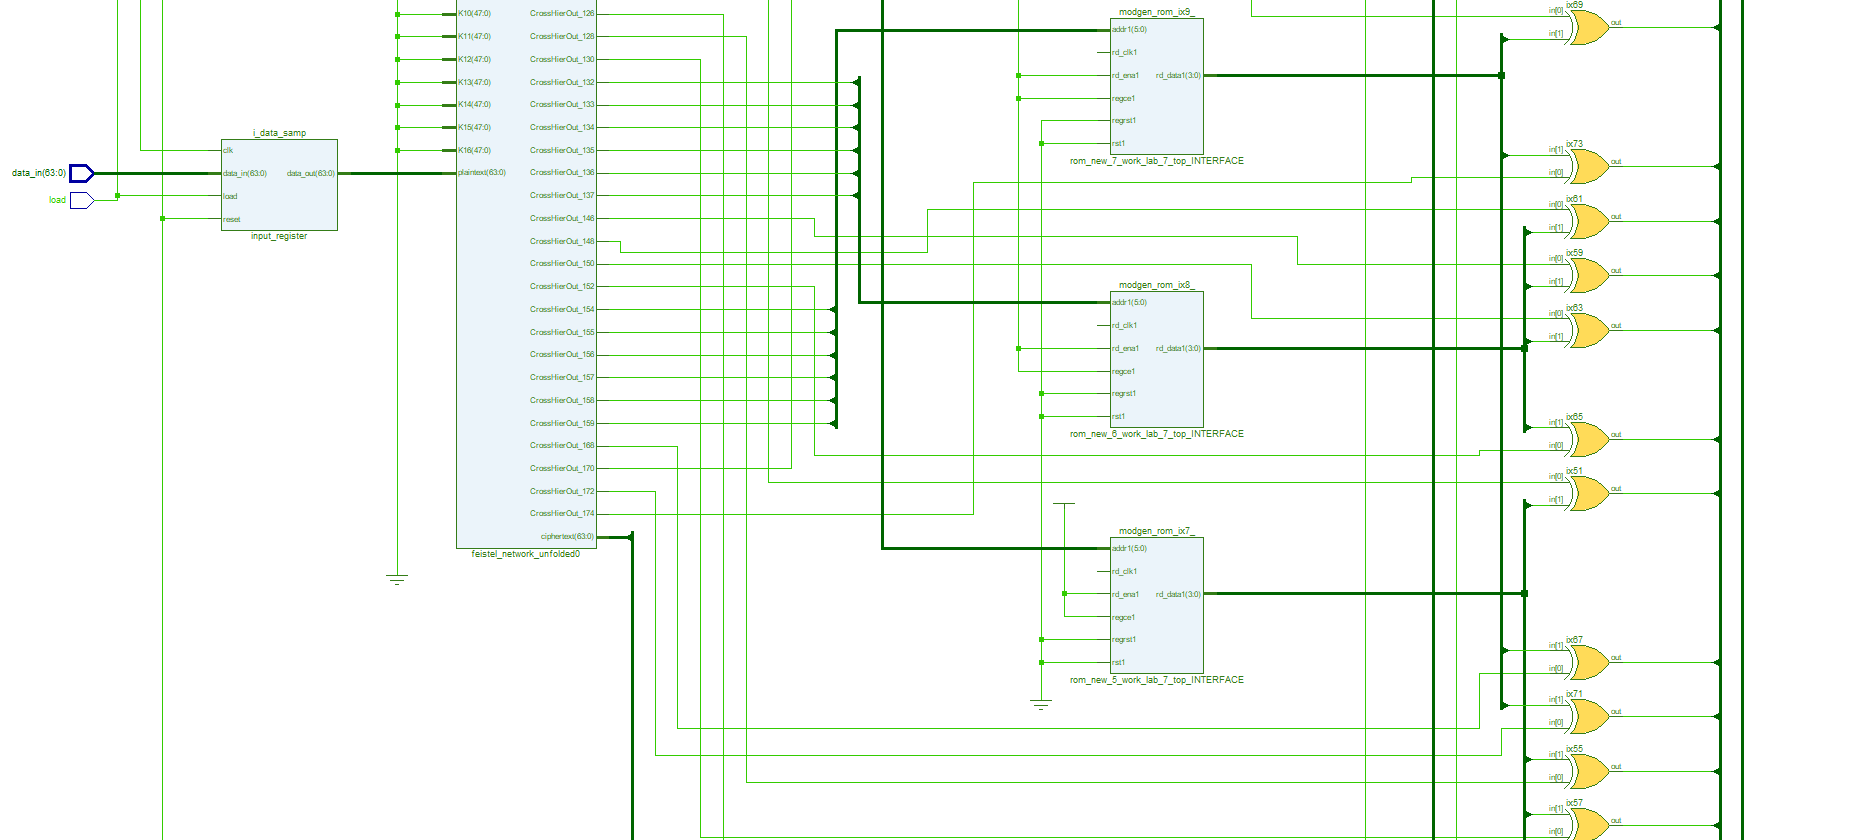 data_in(63:0)
load
i_data_samp
clk
data_in(63:0)
data_out(63:0)
load
reset
input_register
K10(47:0)
K11(47:0)
K12(47:0)
K13(47:0)
K14(47:0)
K15(47:0)
K16(47:0)
plaintext(63:0)
CrossHierOut_126
CrossHierOut_128
CrossHierOut_130
CrossHierOut_132
CrossHierOut_133
CrossHierOut_134
CrossHierOut_135
CrossHierOut_136
CrossHierOut_137
CrossHierOut_146
CrossHierOut_148
CrossHierOut_150
CrossHierOut_152
CrossHierOut_154
CrossHierOut_155
CrossHierOut_156
CrossHierOut_157
CrossHierOut_158
CrossHierOut_159
CrossHierOut_168
CrossHierOut_170
CrossHierOut_172
CrossHierOut_174
ciphertext(63:0)
feistel_network_unfolded0
modgen_rom_ix9_
addr1(5:0)
rd_clk1
rd_ena1
rd_data1(3:0)
regce1
regrst1
rst1
rom_new_7_work_lab_7_top_INTERFACE
modgen_rom_ix8_
addr1(5:0)
rd_clk1
rd_ena1
rd_data1(3:0)
regce1
regrst1
rst1
rom_new_6_work_lab_7_top_INTERFACE
modgen_rom_ix7_
addr1(5:0)
rd_clk1
rd_ena1
rd_data1(3:0)
regce1
regrst1
rst1
rom_new_5_work_lab_7_top_INTERFACE
ix69
in[0]
out
in[1]
ix73
in[1]
out
in[0]
ix61
in[0]
out
in[1]
ix59
in[0]
out
in[1]
ix63
in[0]
out
in[1]
ix65
in[1]
out
in[0]
ix51
in[0]
out
in[1]
ix67
in[1]
out
in[0]
ix71
in[1]
out
in[0]
ix55
in[1]
out
in[0]
ix57
in[1]
out
in[0]